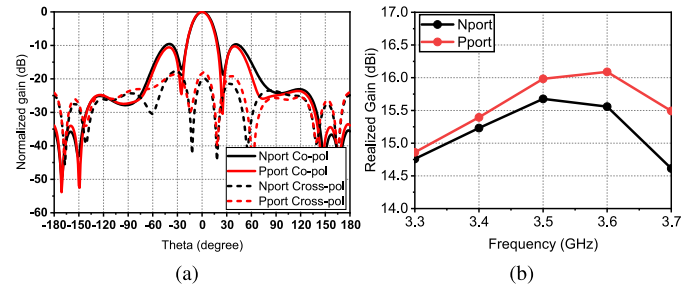 Normalized gain (dB)
0
-10
-20
-30
-40
-50
-60
-180 -150 -120 -90 -60 -30 0 30 60 90 120 150 180
Theta (degree)
Nport Co-pol
Pport Co-pol
Nport Cross-pol
Pport Cross-pol
(a)
Realized Gain (dBi)
17.0
16.5
16.0
15.5
15.0
14.5
14.0
3.3 3.4 3.5 3.6 3.7
Frequency (GHz)
Nport
Pport
(b)